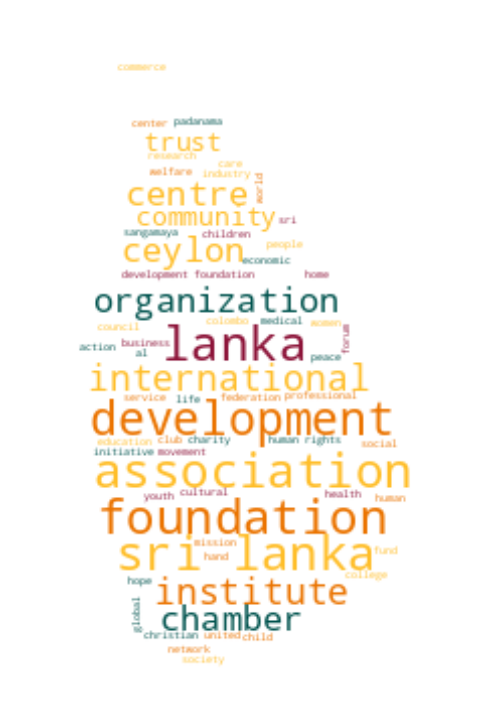 commerce
center padanama
trust
research
care
welfare industry
world
centre
community sri
sangamaya children
ceylon people
economic
development foundation home
organization
colombo medical women
council
lanka forum
action business
al peace
international
service life federation professional
development
education club charity human rights social
initiative movement
association
youth cultural health human
foundation
mission
sri lanka fund
hand
college
hope institute
global chamber
christian united child
network
society